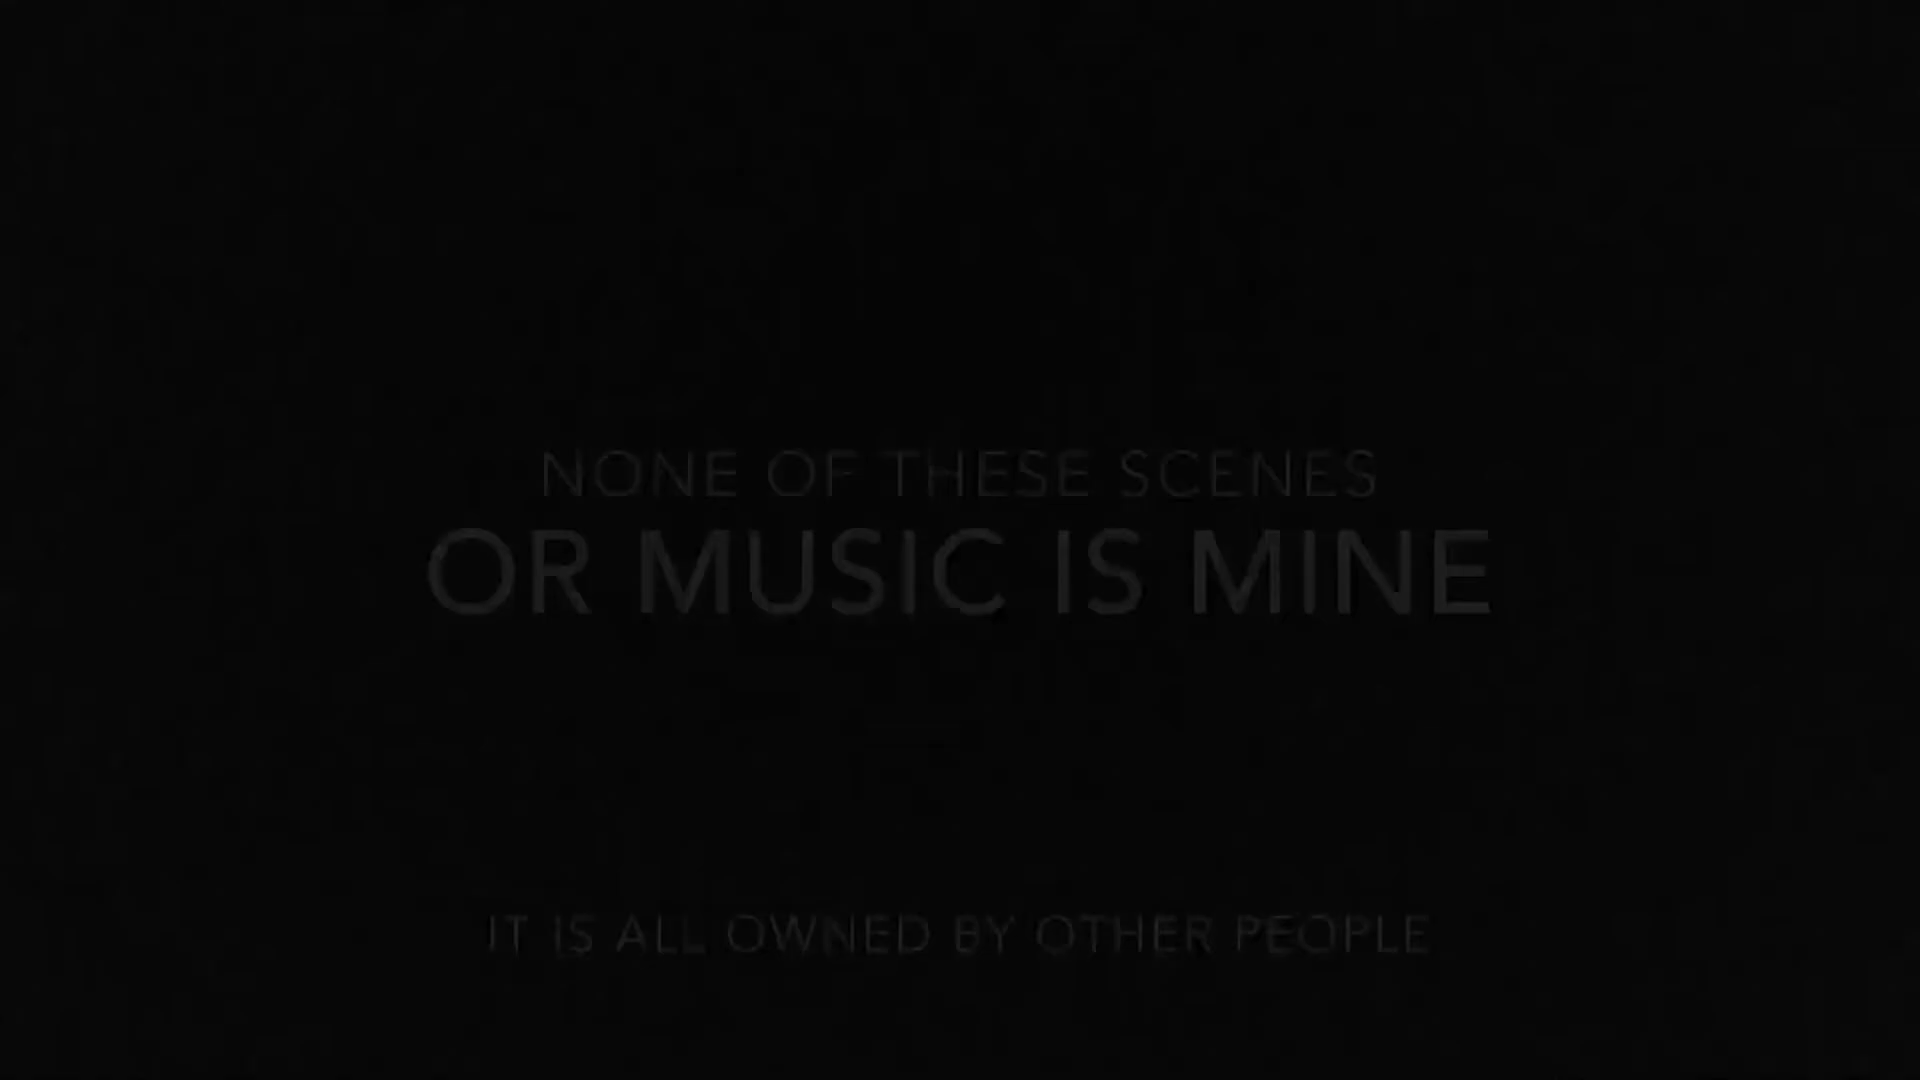 NONE OF THESE SCENES
OR MUSIC IS MINE
IT IS ALL OWNED BY OTHER PEOPLE